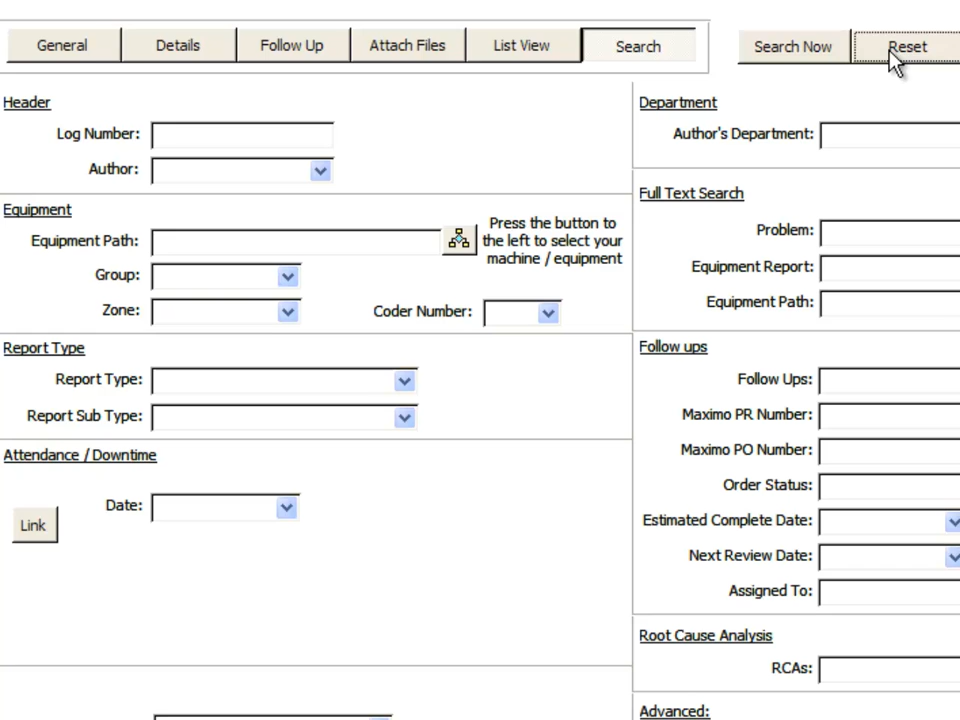 General Details Follow Up Attach Files List View Search Search Now Reset
Header
Log Number:
Author:
Equipment
Equipment Path:
Press the button to
the left to select your
machine / equipment
Group:
Zone:
Coder Number:
Report Type
Report Type:
Report Sub Type:
Attendance / Downtime
Date:
Link
Department
Author's Department:
Full Text Search
Problem:
Equipment Report:
Equipment Path:
Follow ups
Follow Ups:
Maximo PR Number:
Maximo PO Number:
Order Status:
Estimated Complete Date:
Next Review Date:
Assigned To:
Root Cause Analysis
RCAs:
Advanced: